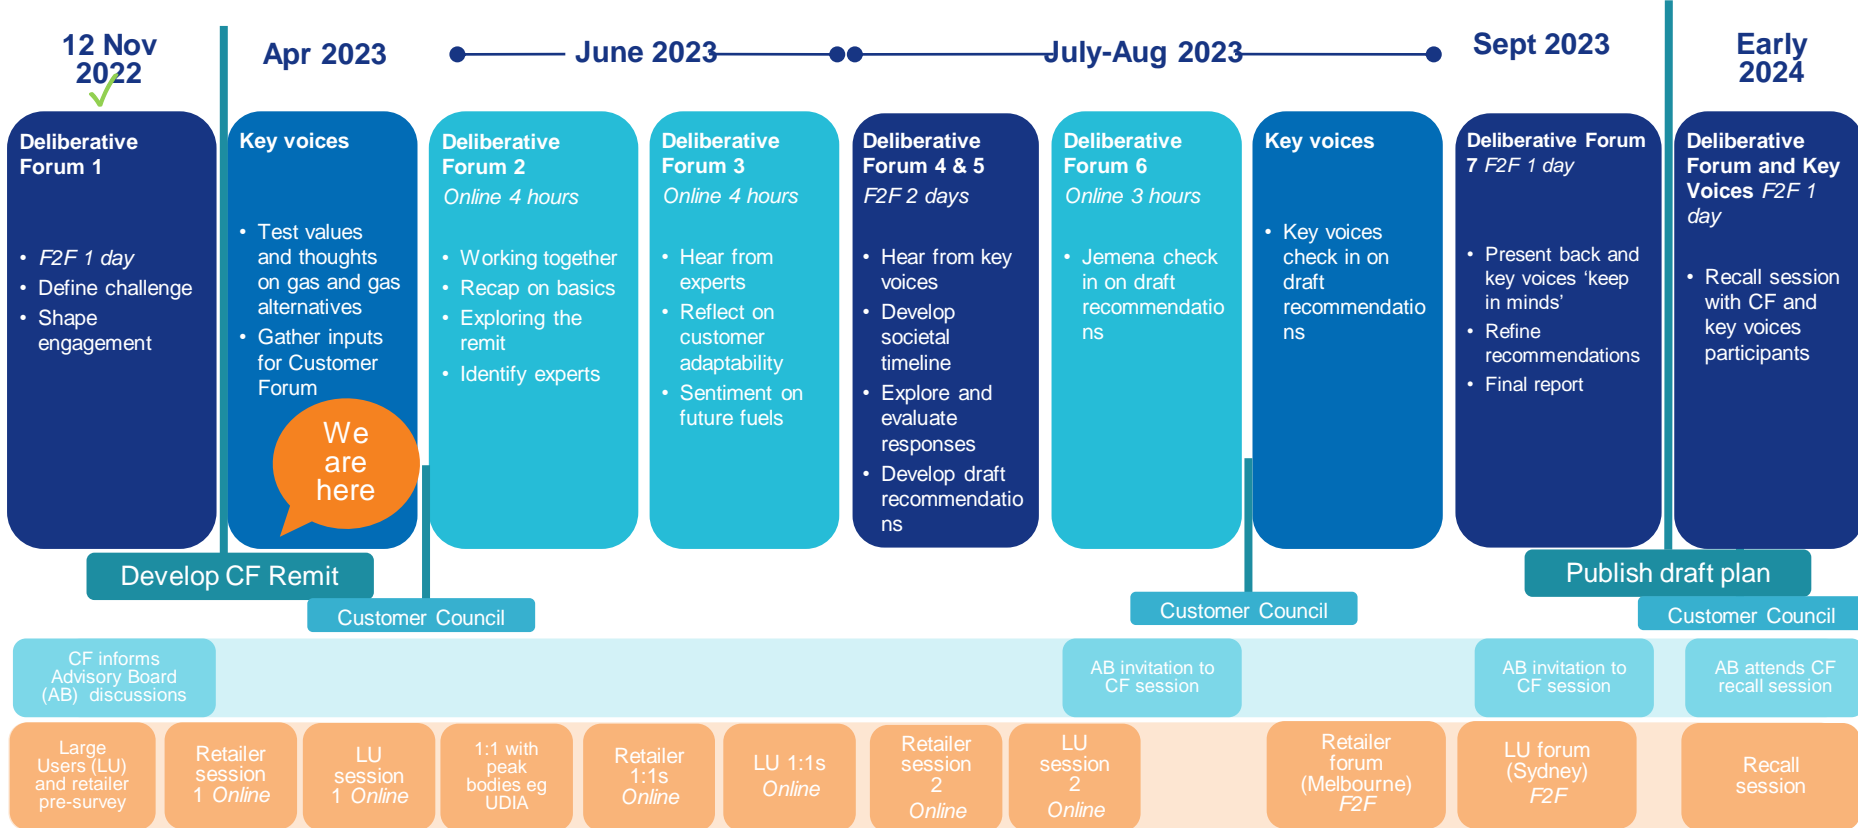 12 Nov
2022
Apr 2023
June 2023
July-Aug 2023
Sept 2023
Early
2024
Deliberative
Forum 1
• F2F 1 day
• Define challenge
• Shape
engagement
Key voices
• Test values
and thoughts
on gas and gas
alternatives
• Gather inputs
for Customer
Forum
We
are
here
Deliberative
Forum 2
Online 4 hours
• Working together
• Recap on basics
• Exploring the
remit
• Identify experts
Deliberative
Forum 3
Online 4 hours
• Hear from
experts
• Reflect on
customer
adaptability
• Sentiment on
future fuels
Deliberative
Forum 4 & 5
F2F 2 days
• Hear from key
voices
• Develop
societal
timeline
• Explore and
evaluate
responses
• Develop draft
recommendatio
ns
Deliberative
Forum 6
Online 3 hours
• Jemena check
in on draft
recommendatio
ns
Key voices
• Key voices
check in on
draft
recommendatio
ns
Deliberative Forum
7 F2F 1 day
• Present back and
key voices ‘keep
in minds’
• Refine
recommendations
• Final report
Deliberative
Forum and Key
Voices F2F 1
day
• Recall session
with CF and
key voices
participants
Develop CF Remit
Publish draft plan
Customer Council
Customer Council
Customer Council
CF informs
Advisory Board
(AB) discussions
AB invitation to
CF session
AB invitation to
CF session
AB attends CF
recall session
Large
Users (LU)
and retailer
pre-survey
Retailer
session
1 Online
LU
session
1 Online
1:1 with
peak
bodies eg
UDIA
Retailer
1:1s
Online
LU 1:1s
Online
Retailer
session
2
Online
LU
session
2
Online
Retailer
forum
(Melbourne)
F2F
LU forum
(Sydney)
F2F
Recall
session